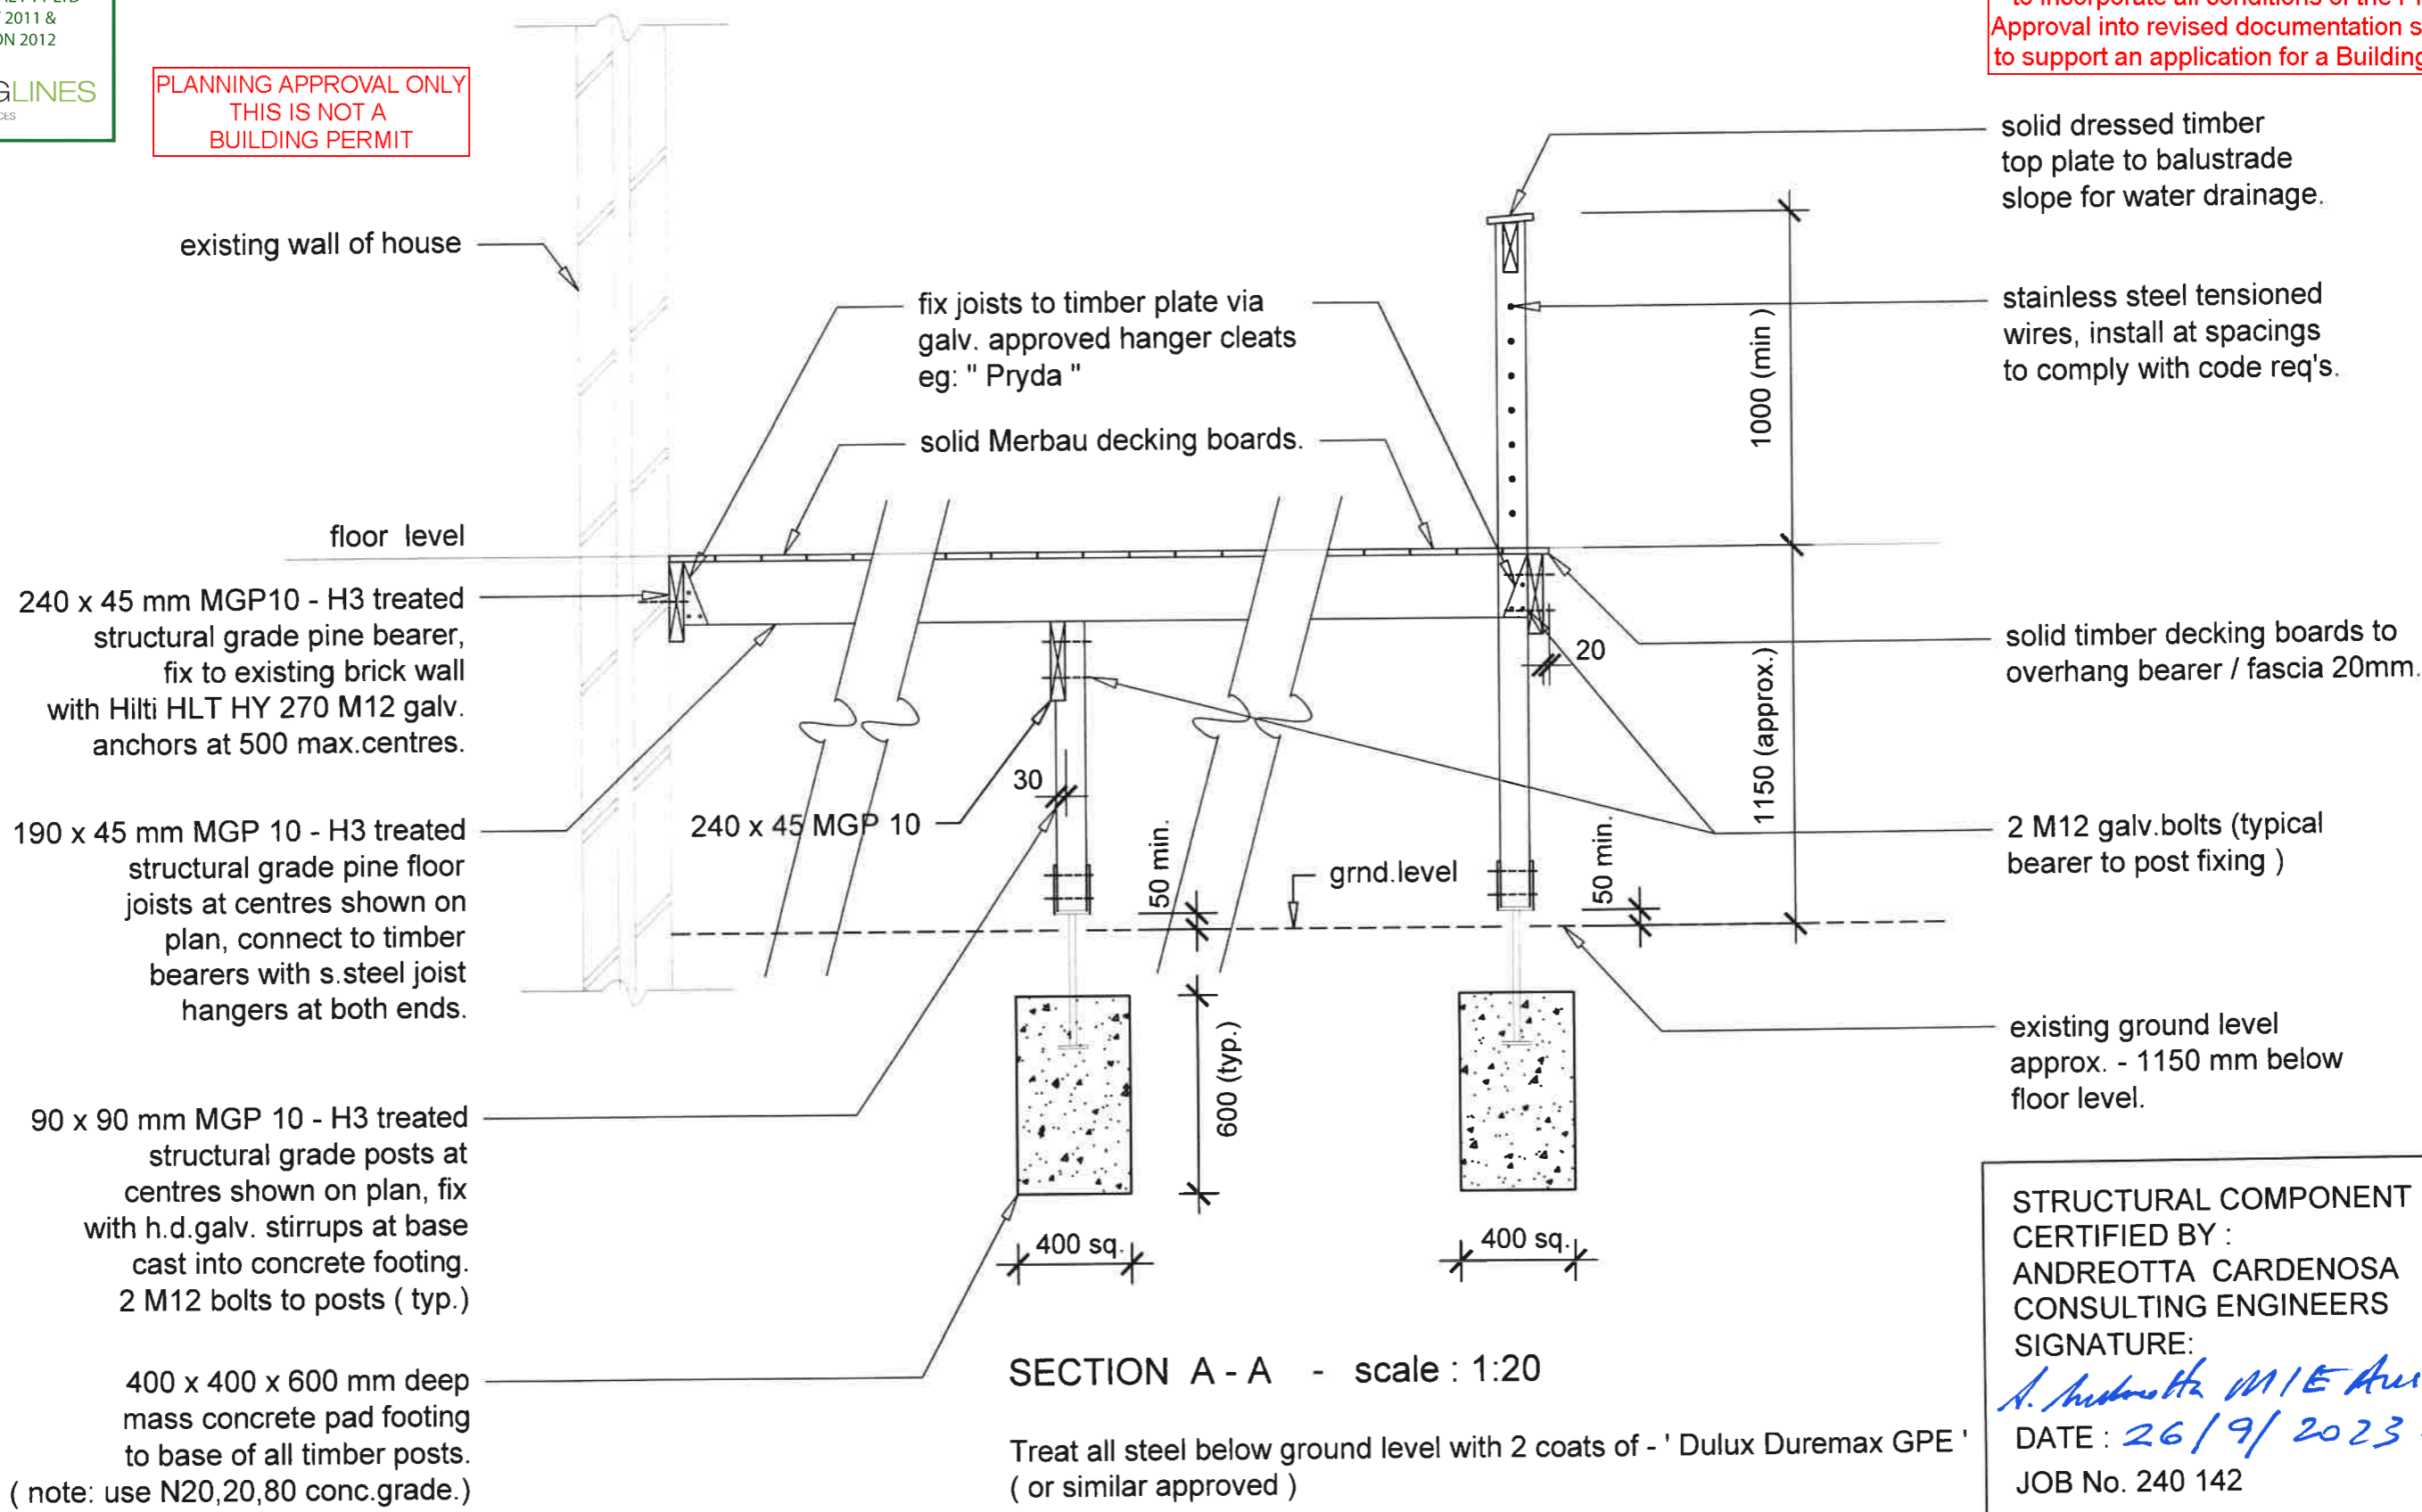 2011 &
ON 2012
GLINES
PLANNING APPROVAL ONLY
THIS IS NOT A
BUILDING PERMIT
to incorporate all conditions of the
Approval into revised documentation s
to support an application for a Building
solid dressed timber
top plate to balustrade
slope for water drainage.
existing wall of house
fix joists to timber plate via
galv. approved hanger cleats
eg: " Pryda "
stainless steel tensioned
wires, install at spacings
to comply with code req's.
1000 (min )
solid Merbau decking boards.
floor level
240 x 45 mm MGP10 - H3 treated
structural grade pine bearer,
fix to existing brick wall
with Hilti HLT HY 270 M12 galv.
anchors at 500 max.centres.
20
solid timber decking boards to
overhang bearer / fascia 20mm.
1150 (approx.)
30
240 x 45 MGP 10
190 x 45 mm MGP 10 - H3 treated
structural grade pine floor
joists at centres shown on
plan, connect to timber
bearers with s.steel joist
hangers at both ends.
50 min.
grnd.level
50 min.
2 M12 galv.bolts (typical
bearer to post fixing )
600 (typ.)
existing ground level
approx. - 1150 mm below
floor level.
90 x 90 mm MGP 10 - H3 treated
structural grade posts at
centres shown on plan, fix
with h.d.galv. stirrups at base
cast into concrete footing.
2 M12 bolts to posts ( typ.)
400 sq.
400 sq.
400 x 400 x 600 mm deep
mass concrete pad footing
to base of all timber posts.
( note: use N20,20,80 conc.grade.)
SECTION A - A - scale : 1:20
Treat all steel below ground level with 2 coats of - ' Dulux Duremax GPE '
( or similar approved )
STRUCTURAL COMPONENT
CERTIFIED BY :
ANDREOTTA CARDENOSA
CONSULTING ENGINEERS
SIGNATURE:
A. Andreotta MIE Aus
DATE : 26/9/2023
JOB No. 240 142